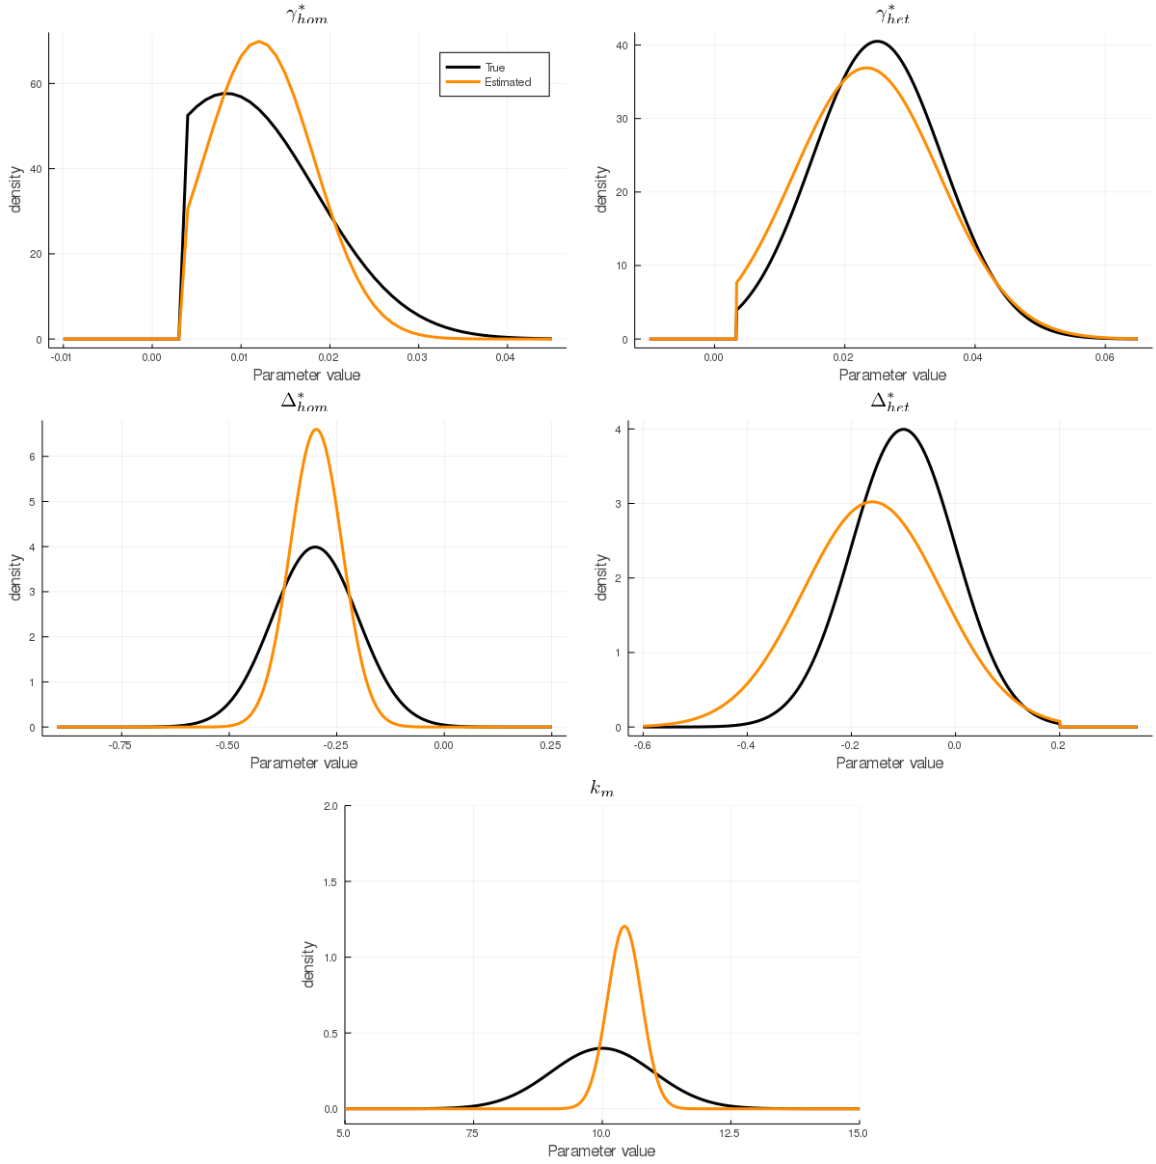 γ*hom
density
60
40
20
0
-0.01 0.00 0.01 0.02 0.03 0.04
Parameter value
True
Estimated
γ*het
density
40
30
20
10
0
0.00 0.02 0.04 0.06
Parameter value
Δ*hom
density
6
5
4
3
2
1
0
-0.75 -0.50 -0.25 0.00 0.25
Parameter value
Δ*het
density
4
3
2
1
0
-0.6 -0.4 -0.2 0.0 0.2
Parameter value
km
density
2.0
1.5
1.0
0.5
0.0
5.0 7.5 10.0 12.5 15.0
Parameter value